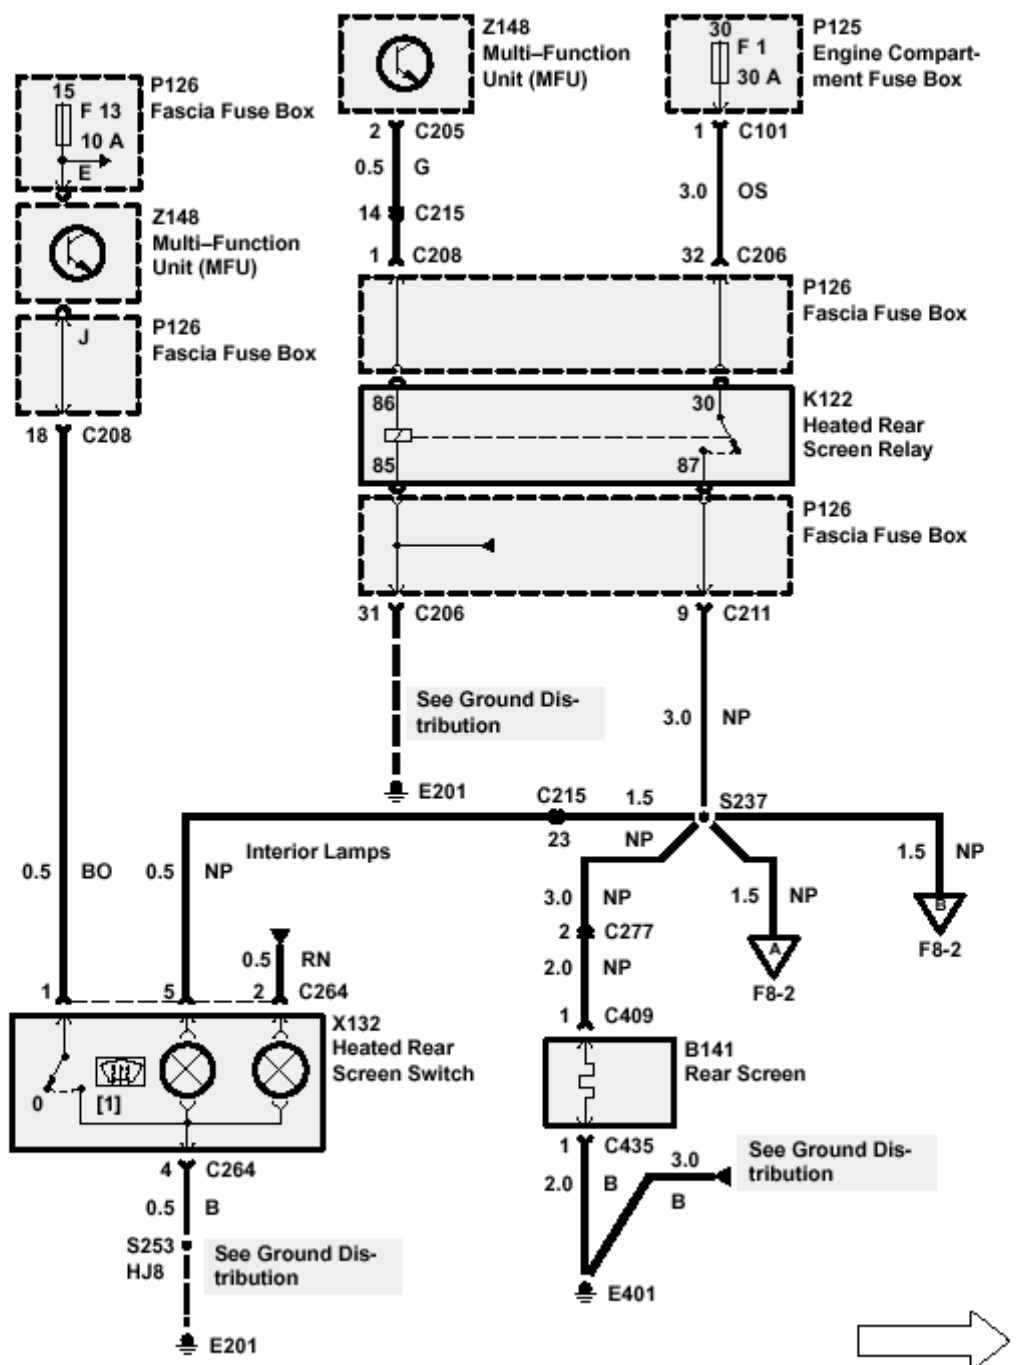 Z148
Multi–Function
Unit (MFU)
30
F 1
30 A
P125
Engine Compart-
ment Fuse Box
15
F 13
10 A
E
P126
Fascia Fuse Box
2 C205
1 C101
0.5 G
3.0 OS
14 C215
Z148
Multi–Function
Unit (MFU)
1 C208
32 C206
P126
Fascia Fuse Box
J
P126
Fascia Fuse Box
86
30
85
87
K122
Heated Rear
Screen Relay
18 C208
P126
Fascia Fuse Box
31 C206
9 C211
See Ground Dis-
tribution
3.0 NP
E201
C215
1.5
S237
23
NP
Interior Lamps
0.5 BO
0.5 NP
3.0 NP
1.5 NP
1.5 NP
B
F8-2
2 C277
A
F8-2
0.5 RN
2.0 NP
1
5
2 C264
1 C409
X132
Heated Rear
Screen Switch
0
[1]
B141
Rear Screen
4 C264
1 C435
3.0
B
See Ground Dis-
tribution
2.0 B
0.5 B
S253
HJ8
See Ground Dis-
tribution
E401
E201